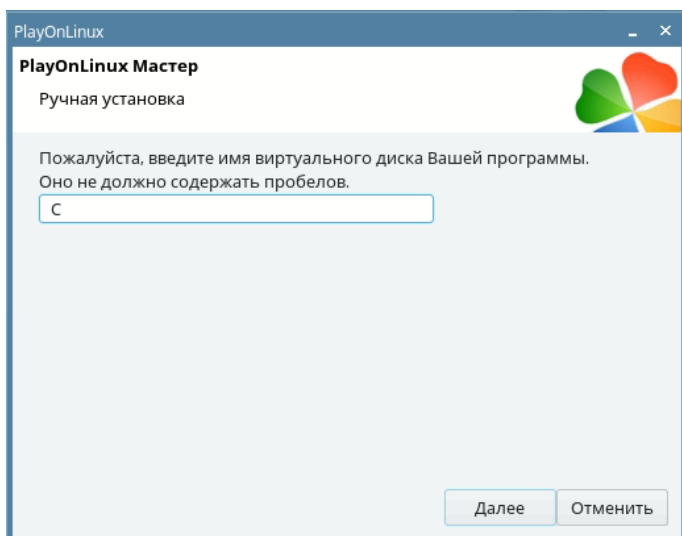 PlayOnLinux
PlayOnLinux Мастер
Ручная установка
Пожалуйста, введите имя виртуального диска Вашей программы.
Оно не должно содержать пробелов.
C
Далее
Отменить